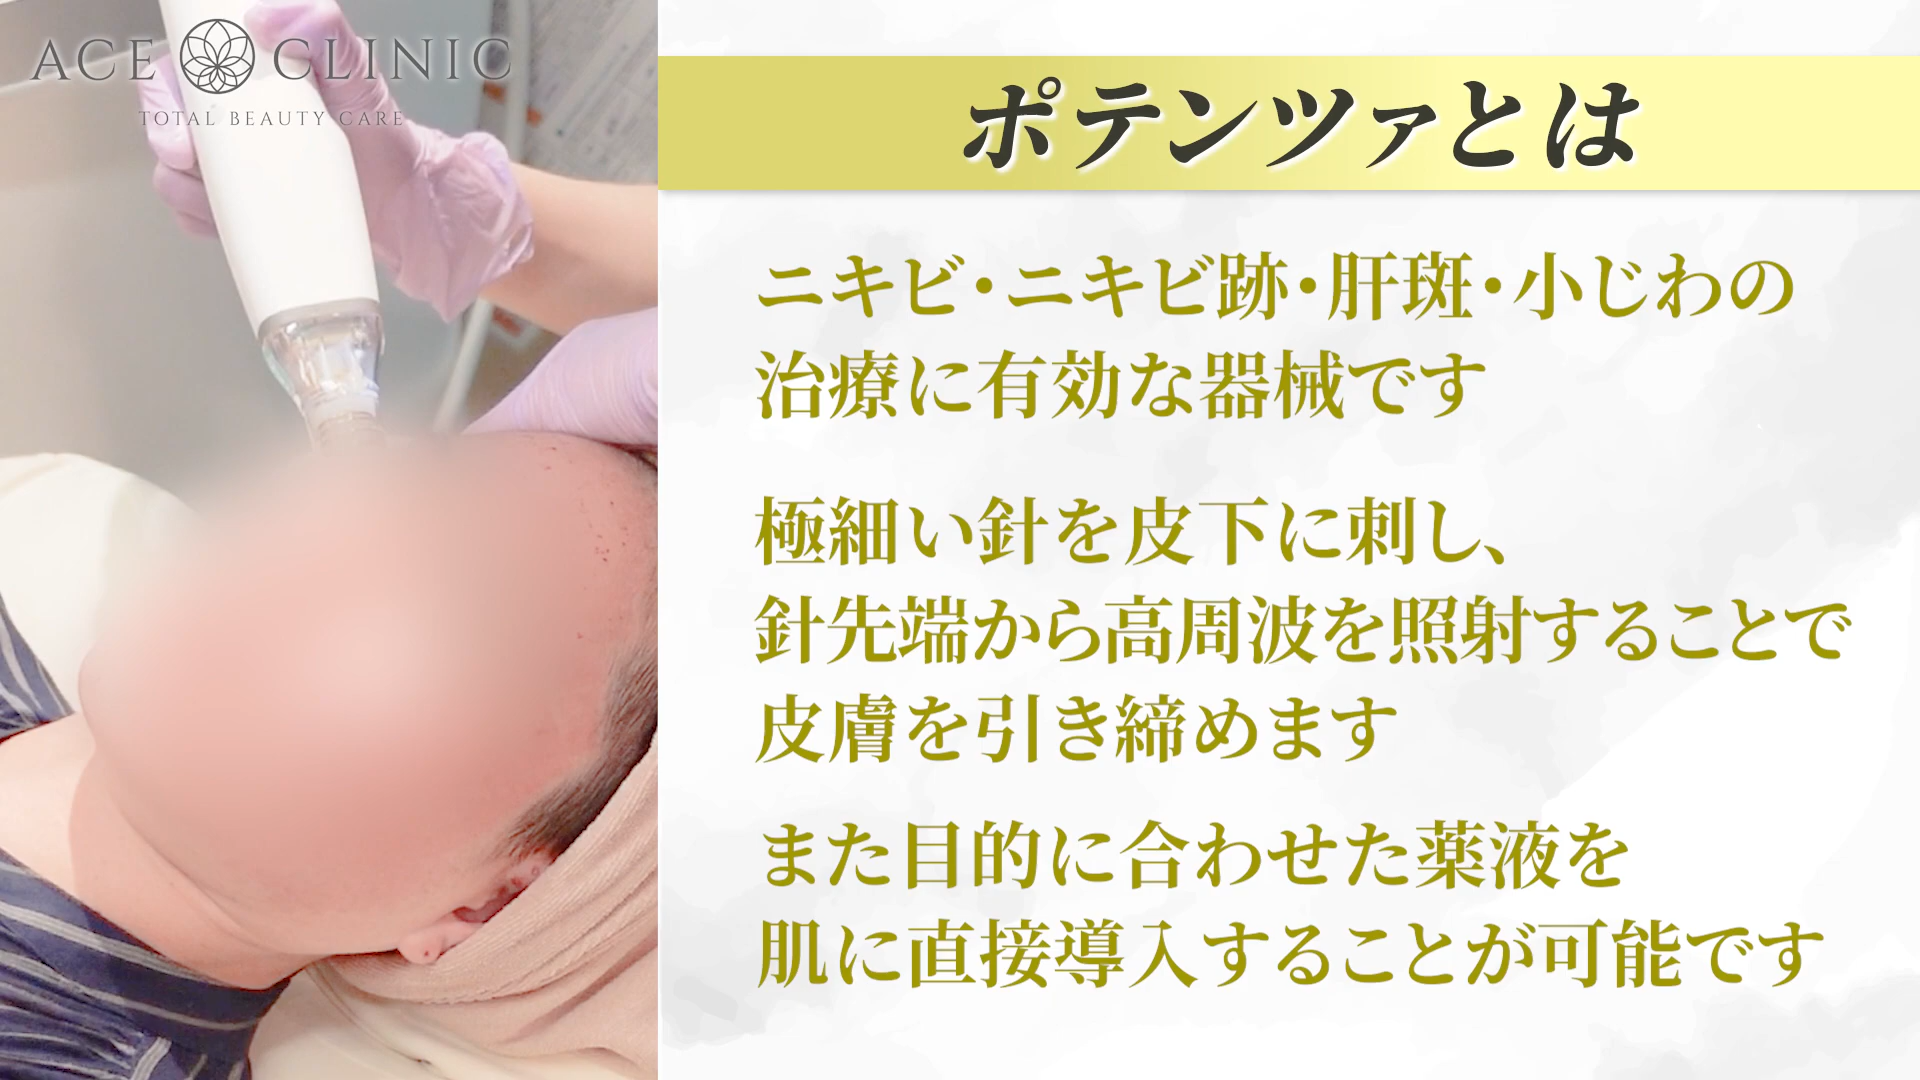 ACE CLINIC
TOTAL BEAUTY CARE
ポテンツァとは
ニキビ・ニキビ跡・肝斑・小じわの
治療に有効な器械です
極細い針を皮下に刺し、
針先端から高周波を照射することで
皮膚を引き締めます
また目的に合わせた薬液を
肌に直接導入することが可能です